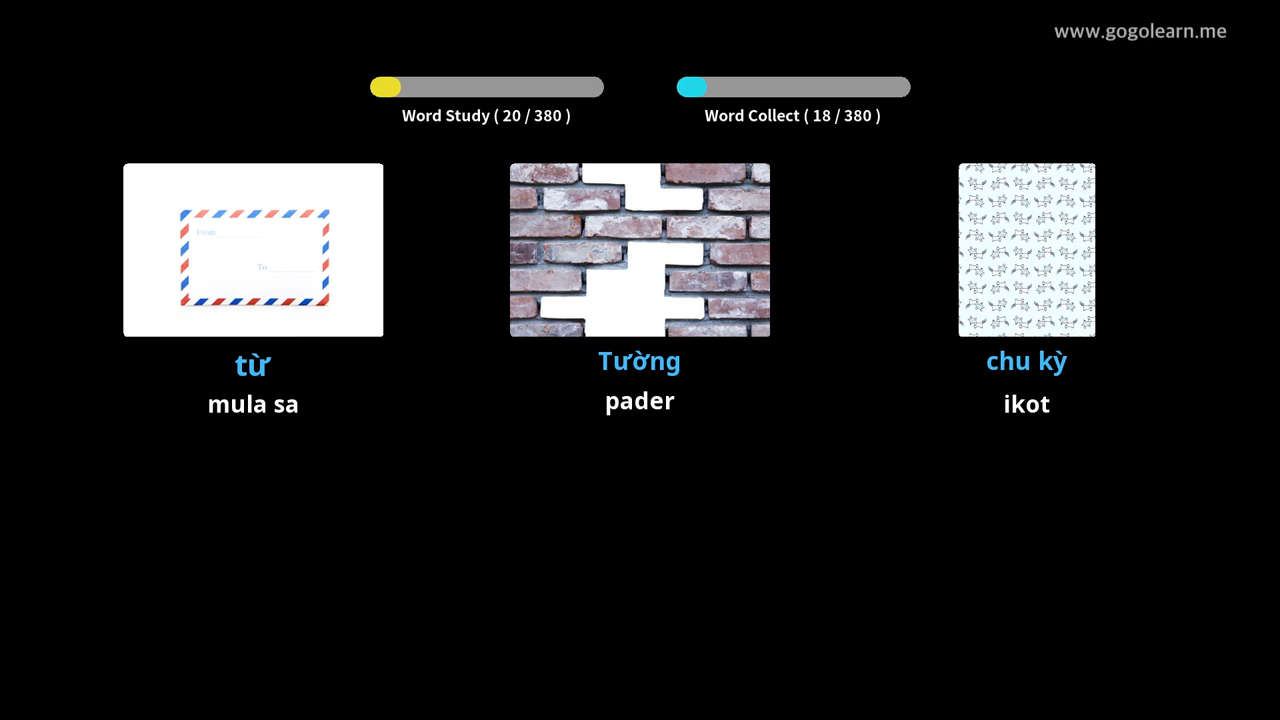 www.gogolearn.me
Word Study ( 20 / 380 )
Word Collect ( 18 / 380 )
From
To
từ
Tường
chu kỳ
mula sa
pader
ikot